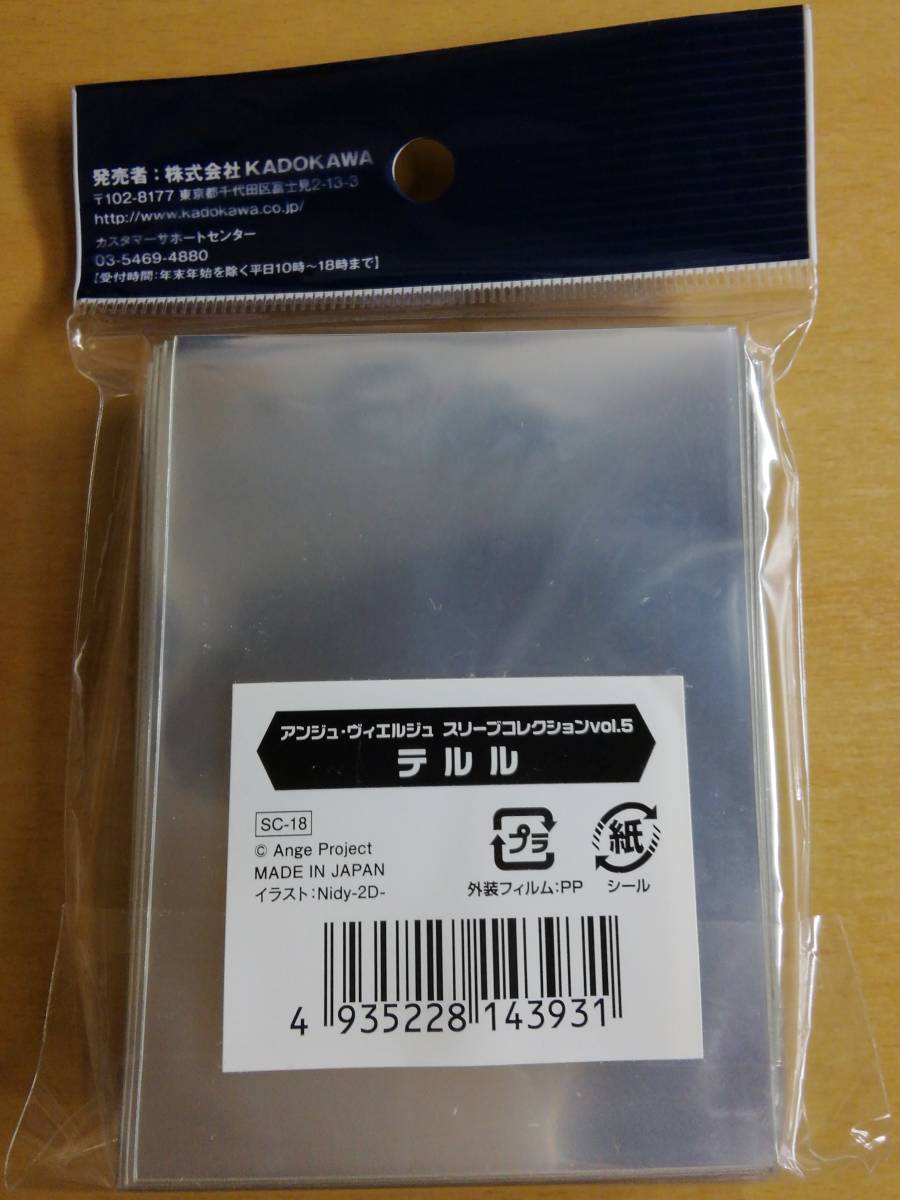 発売者：株式会社KADOKAWA
〒102-8177 東京都千代田区富士見2-13-3
http://www.kadokawa.co.jp/
カスタマーサポートセンター
03-5469-4880
【受付時間：年末年始を除く平日10時～18時まで】
アンジュ・ヴィエルジュ スリーブコレクションvol.5
テルル
SC-18
© Ange Project
MADE IN JAPAN
イラスト：Nidy-2D-
プラ
外装フィルム：PP
紙
シール
4 935228 143931